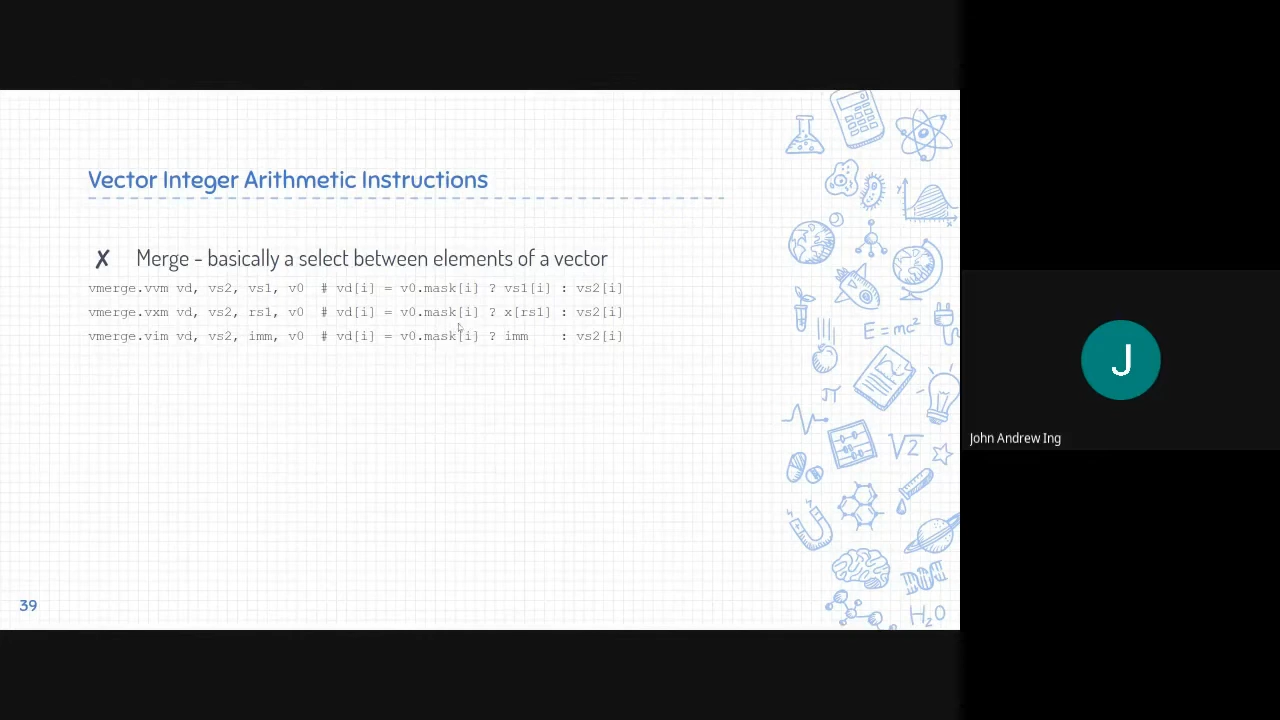 Vector Integer Arithmetic Instructions
✗ Merge - basically a select between elements of a vector
vmerge.vvm vd, vs2, vs1, v0  # vd[i] = v0.mask[i] ? vs1[i] : vs2[i]
vmerge.vxm vd, vs2, rs1, v0  # vd[i] = v0.mask[i] ? x[rs1] : vs2[i]
vmerge.vim vd, vs2, imm, v0  # vd[i] = v0.mask[i] ? imm    : vs2[i]
39
y
x
E=mc²
π
√2
H₂O
J
John Andrew Ing